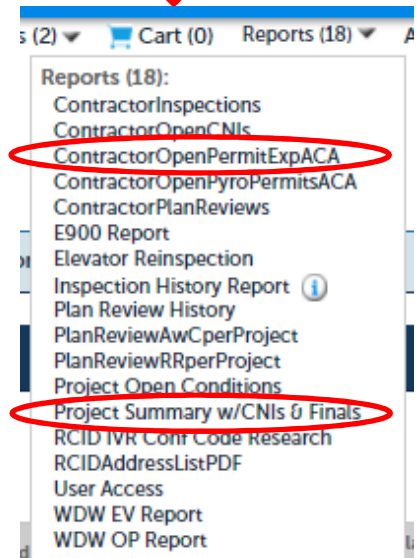 s (2) Cart (0) Reports (18) A
Reports (18):
ContractorInspections
ContractorOpenCNIs
ContractorOpenPermitExpACA
ContractorOpenPyroPermitsACA
ContractorPlanReviews
E900 Report
Elevator Reinspection
Inspection History Report
Plan Review History
PlanReviewAwCperProject
PlanReviewRRperProject
Project Open Conditions
Project Summary w/CNIs & Finals
RCID IVR Conf Code Research
RCIDAddressListPDF
User Access
WDW EV Report
WDW OP Report